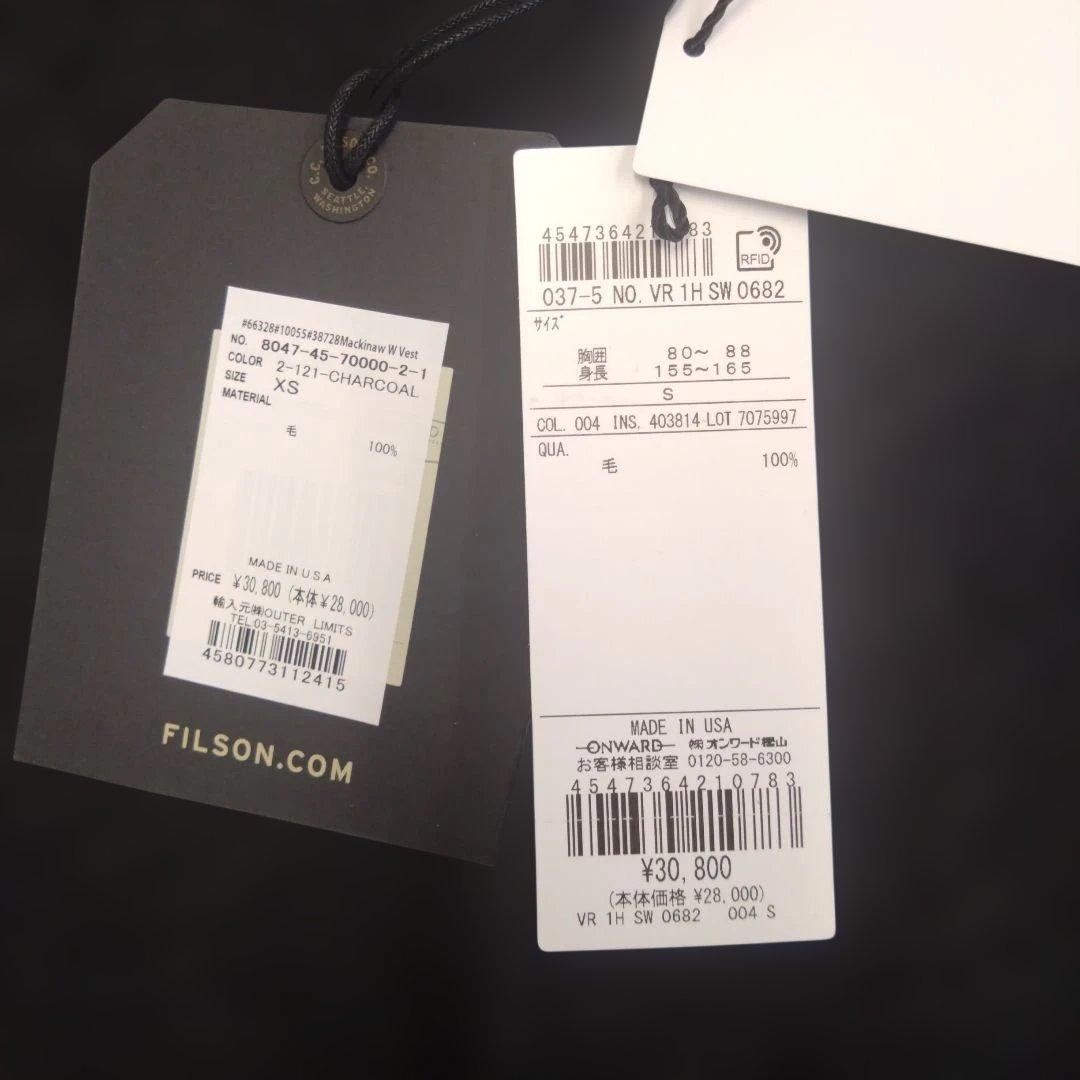 C.C. FILSON CO.
SEATTLE,
WASHINGTON
#66328#10055#38728Mackinaw W Vest
NO. 8047-45-70000-2-1
COLOR 2-121-CHARCOAL
SIZE XS
MATERIAL
毛 100%
MADE IN U S A
PRICE ¥30,800 (本体¥28,000)
輸入元㈱OUTER LIMITS
TEL:03-5413-6951
4580773112415
FILSON.COM
4547364210783
RFID
037-5 NO. VR 1H SW 0682
サイズ
胸囲 80～ 88
身長 155～165
S
COL. 004 INS. 403814 LOT 7075997
QUA.
毛 100%
MADE IN USA
ONWARD ㈱オンワード樫山
お客様相談室 0120-58-6300
4547364210783
¥30,800
(本体価格 ¥28,000)
VR 1H SW 0682 004 S